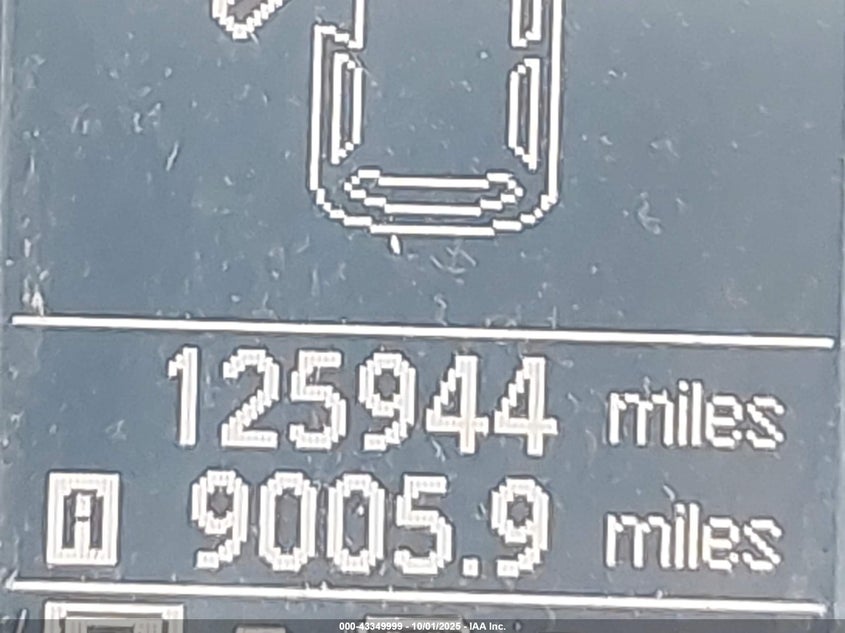 125944 miles
A 9005.9 miles
000-43349999 - 10/01/2025 - IAA Inc.